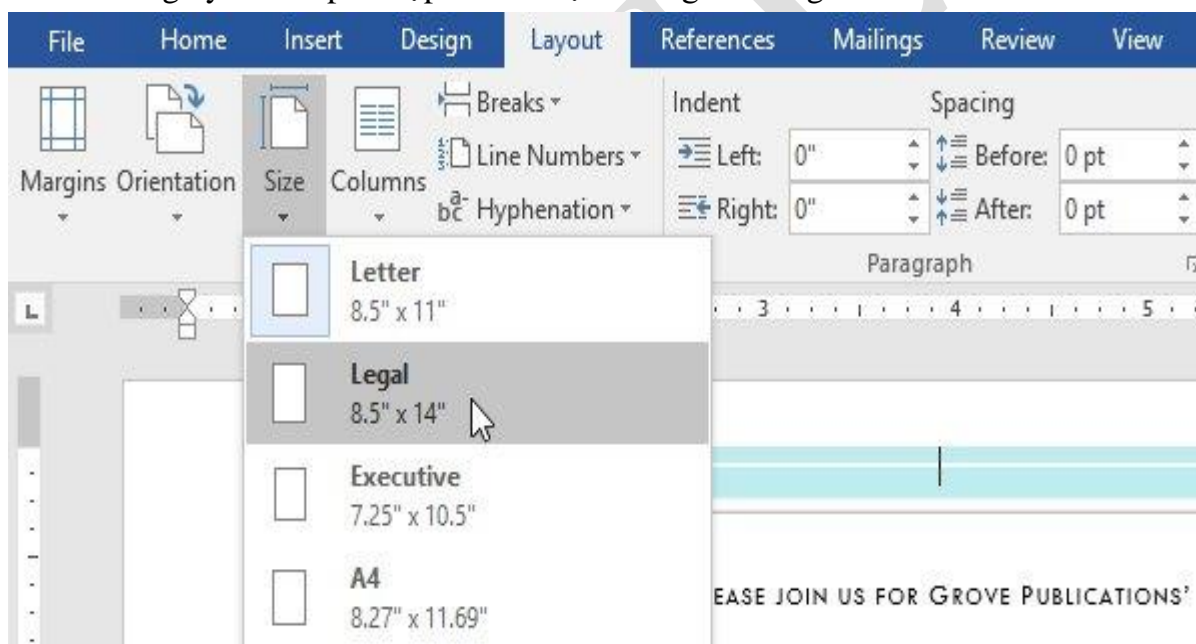 File Home Insert Design Layout References Mailings Review View
Breaks Indent Spacing
Line Numbers Left: 0" Before: 0 pt
Margins Orientation Size Columns
bc a- Hyphenation Right: 0" After: 0 pt
Paragraph
Letter
8.5" x 11"
L 3 4 5
Legal
8.5" x 14"
Executive
7.25" x 10.5"
A4
8.27" x 11.69"
EASE JOIN US FOR GROVE PUBLICATIONS'